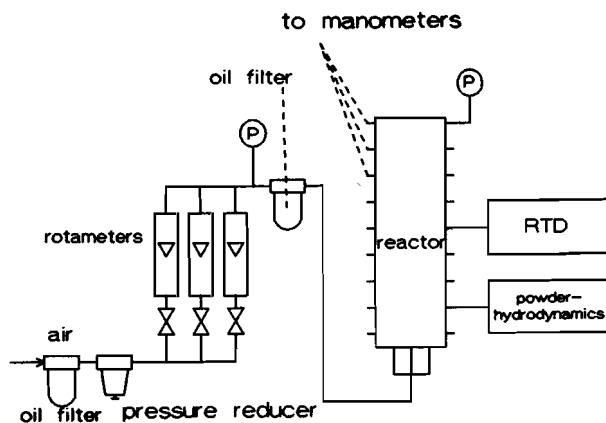 to manometers
oil filter
P
P
rotameters
reactor
RTD
powder-
hydrodynamics
air
oil filter
pressure reducer